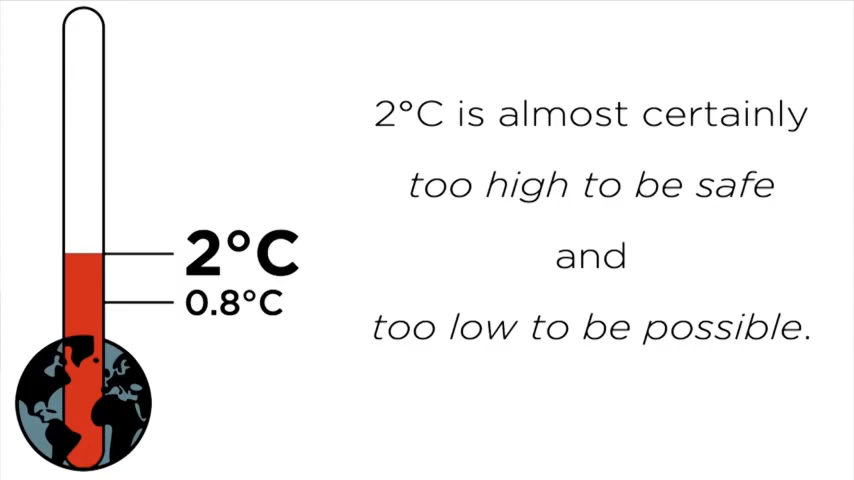 2°C
0.8°C
2°C is almost certainly
too high to be safe
and
too low to be possible.